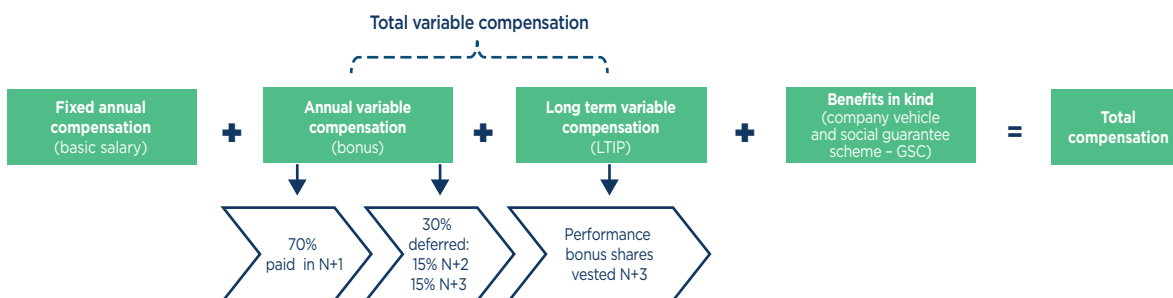 Total variable compensation
Fixed annual
compensation
(basic salary)
+
Annual variable
compensation
(bonus)
+
Long term variable
compensation
(LTIP)
+
Benefits in kind
(company vehicle
and social guarantee
scheme – GSC)
=
Total
compensation
70%
paid in N+1
30%
deferred:
15% N+2
15% N+3
Performance
bonus shares
vested N+3